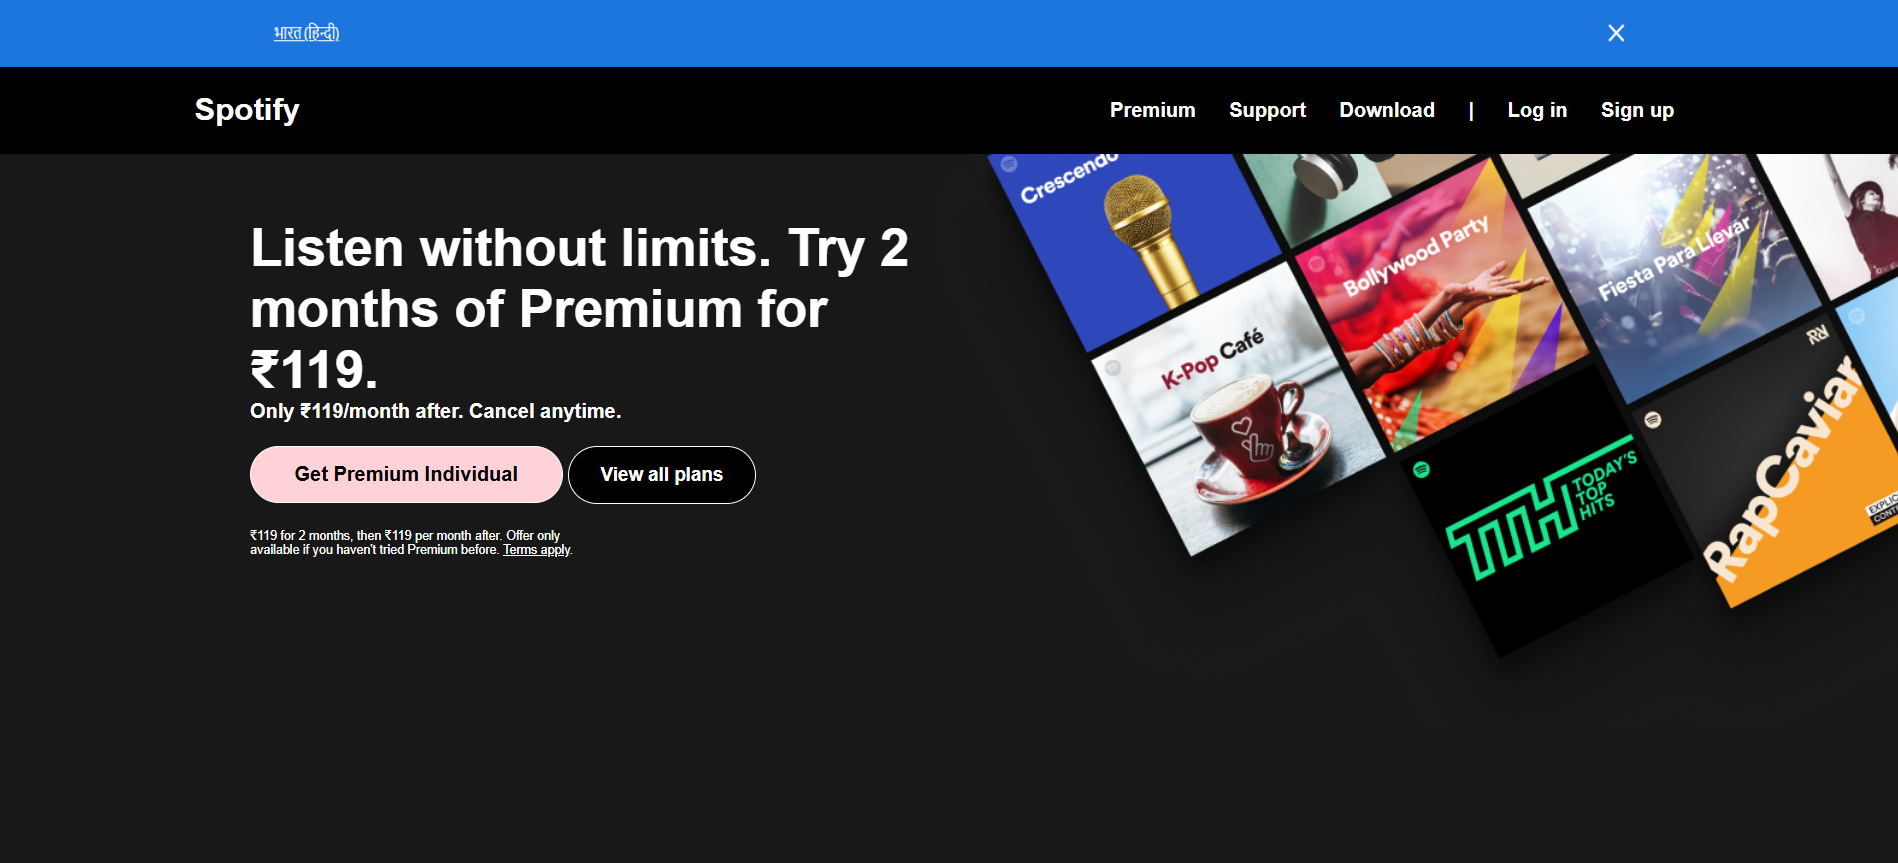 भारत (हिन्दी)
Spotify
Premium
Support
Download
|
Log in
Sign up
Listen without limits. Try 2
months of Premium for
₹119.
Only ₹119/month after. Cancel anytime.
Get Premium Individual
View all plans
₹119 for 2 months, then ₹119 per month after. Offer only
available if you haven't tried Premium before. Terms apply.
Crescendo
K-Pop Café
Bollywood Party
Fiesta Para Llevar
TTH
TODAY'S
TOP
HITS
RapCaviar